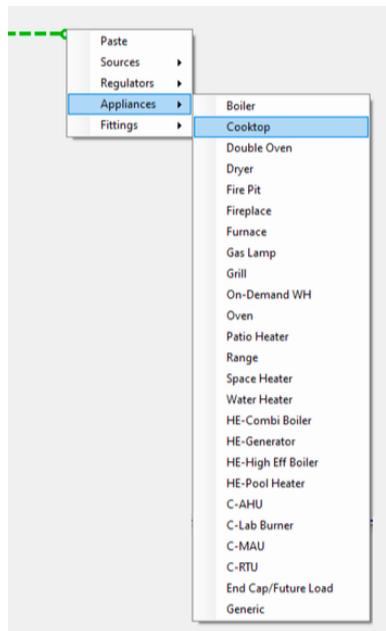 Paste
Sources
Regulators
Appliances
Fittings
Boiler
Cooktop
Double Oven
Dryer
Fire Pit
Fireplace
Furnace
Gas Lamp
Grill
On-Demand WH
Oven
Patio Heater
Range
Space Heater
Water Heater
HE-Combi Boiler
HE-Generator
HE-High Eff Boiler
HE-Pool Heater
C-AHU
C-Lab Burner
C-MAU
C-RTU
End Cap/Future Load
Generic